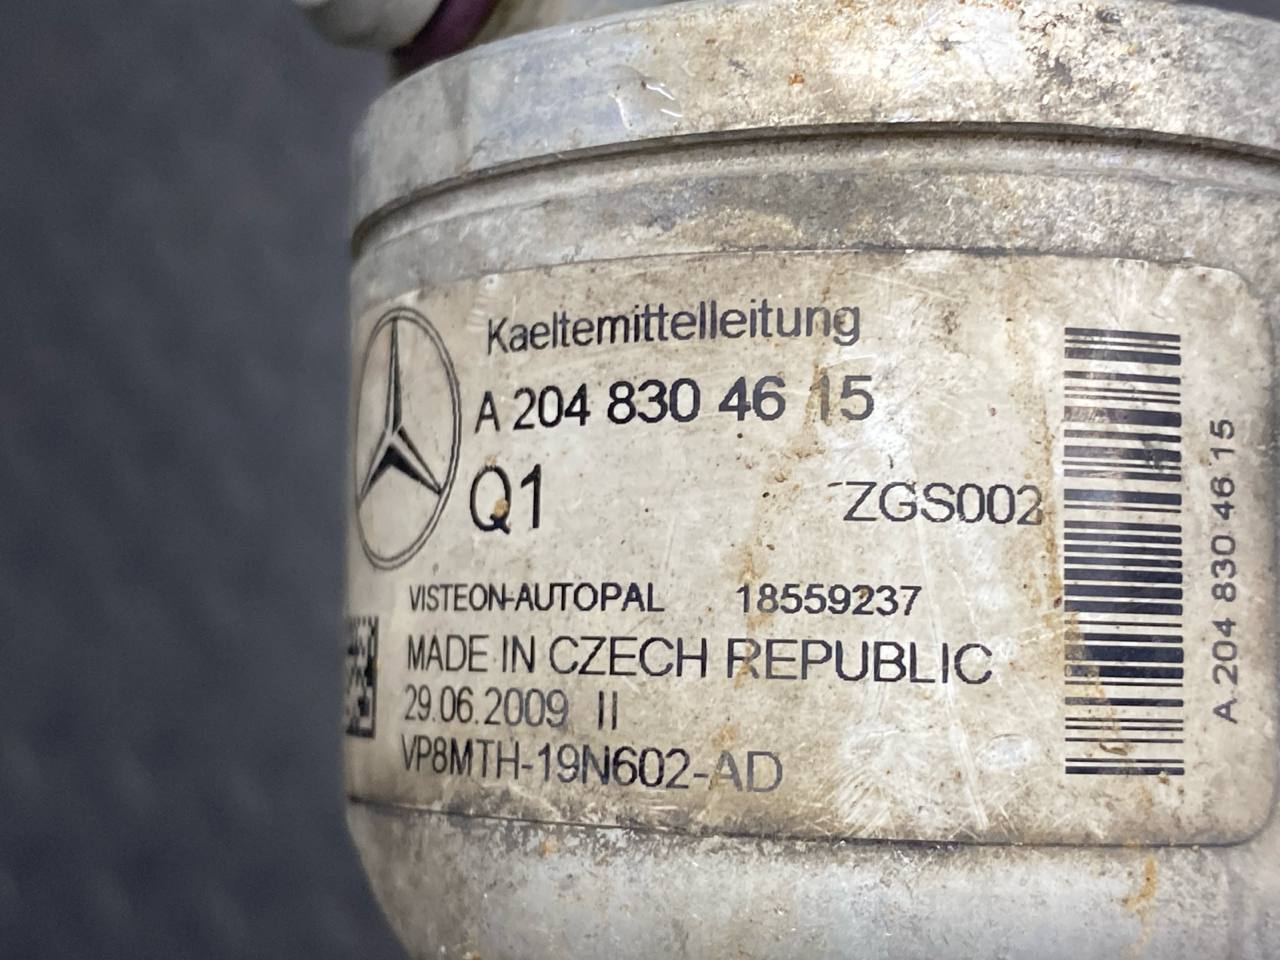 Kaeltemittelleitung
A 204 830 46 15
Q1 ZGS002
VISTEON-AUTOPAL 18559237
MADE IN CZECH REPUBLIC
29.06.2009 II
VP8MTH-19N602-AD
A 204 830 46 15